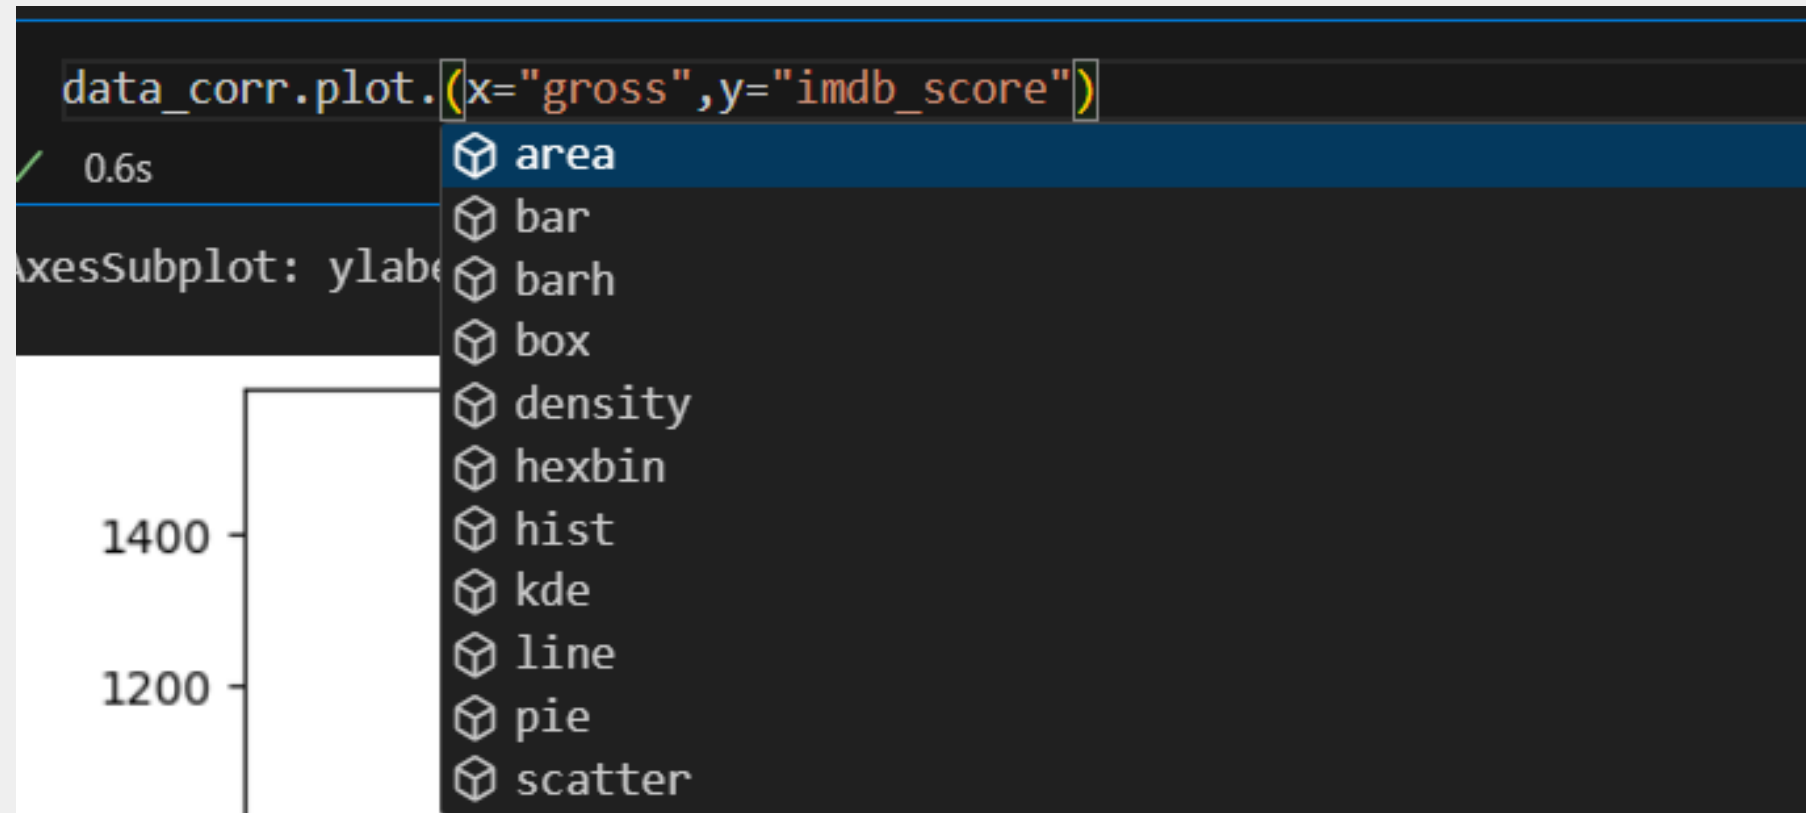 data_corr.plot.(x="gross",y="imdb_score")
area
0.6s
bar
AxesSubplot: ylabe
barh
box
density
hexbin
1400
hist
kde
line
1200
pie
scatter